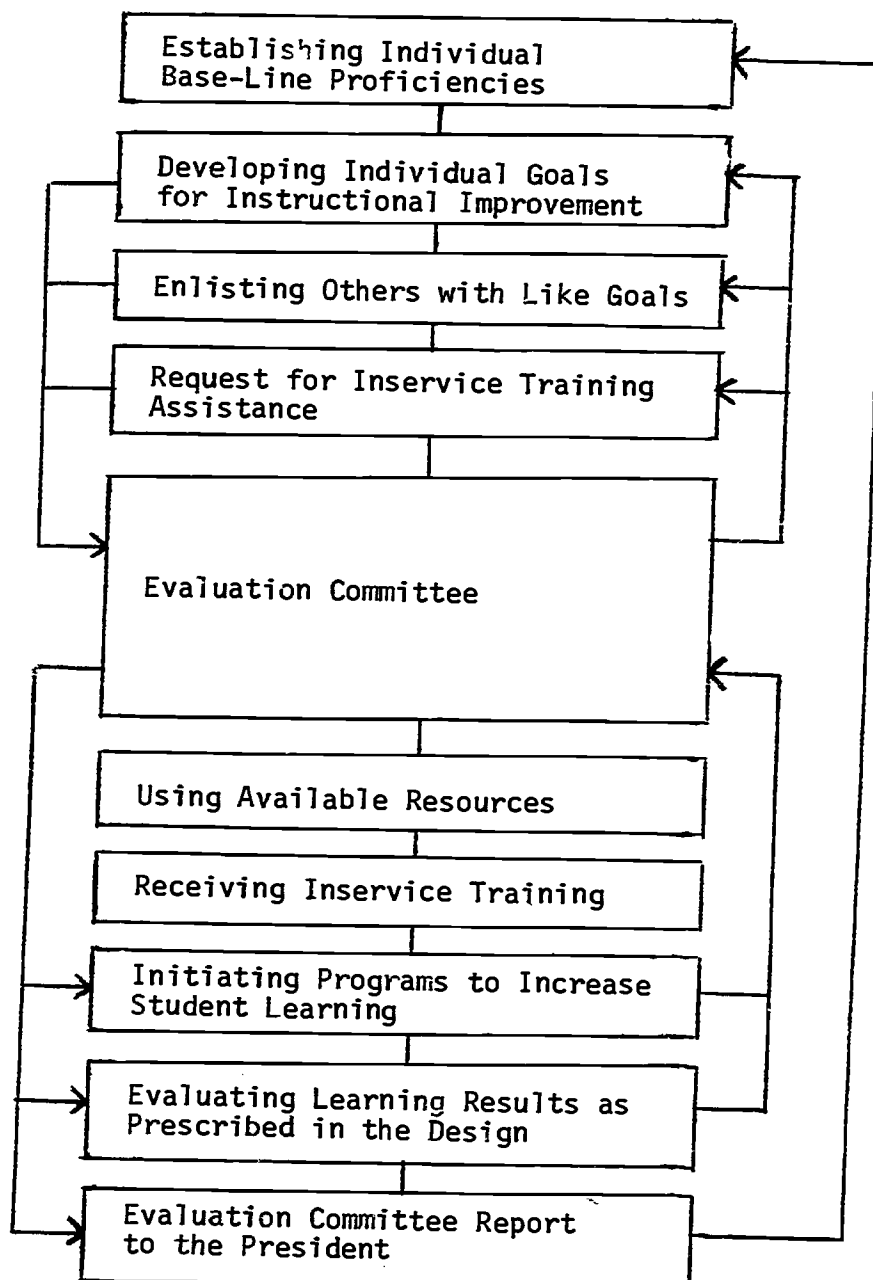 Establishing Individual
Base-Line Proficiencies
Developing Individual Goals
for Instructional Improvement
Enlisting Others with Like Goals
Request for Inservice Training
Assistance
Evaluation Committee
Using Available Resources
Receiving Inservice Training
Initiating Programs to Increase
Student Learning
Evaluating Learning Results as
Prescribed in the Design
Evaluation Committee Report
to the President